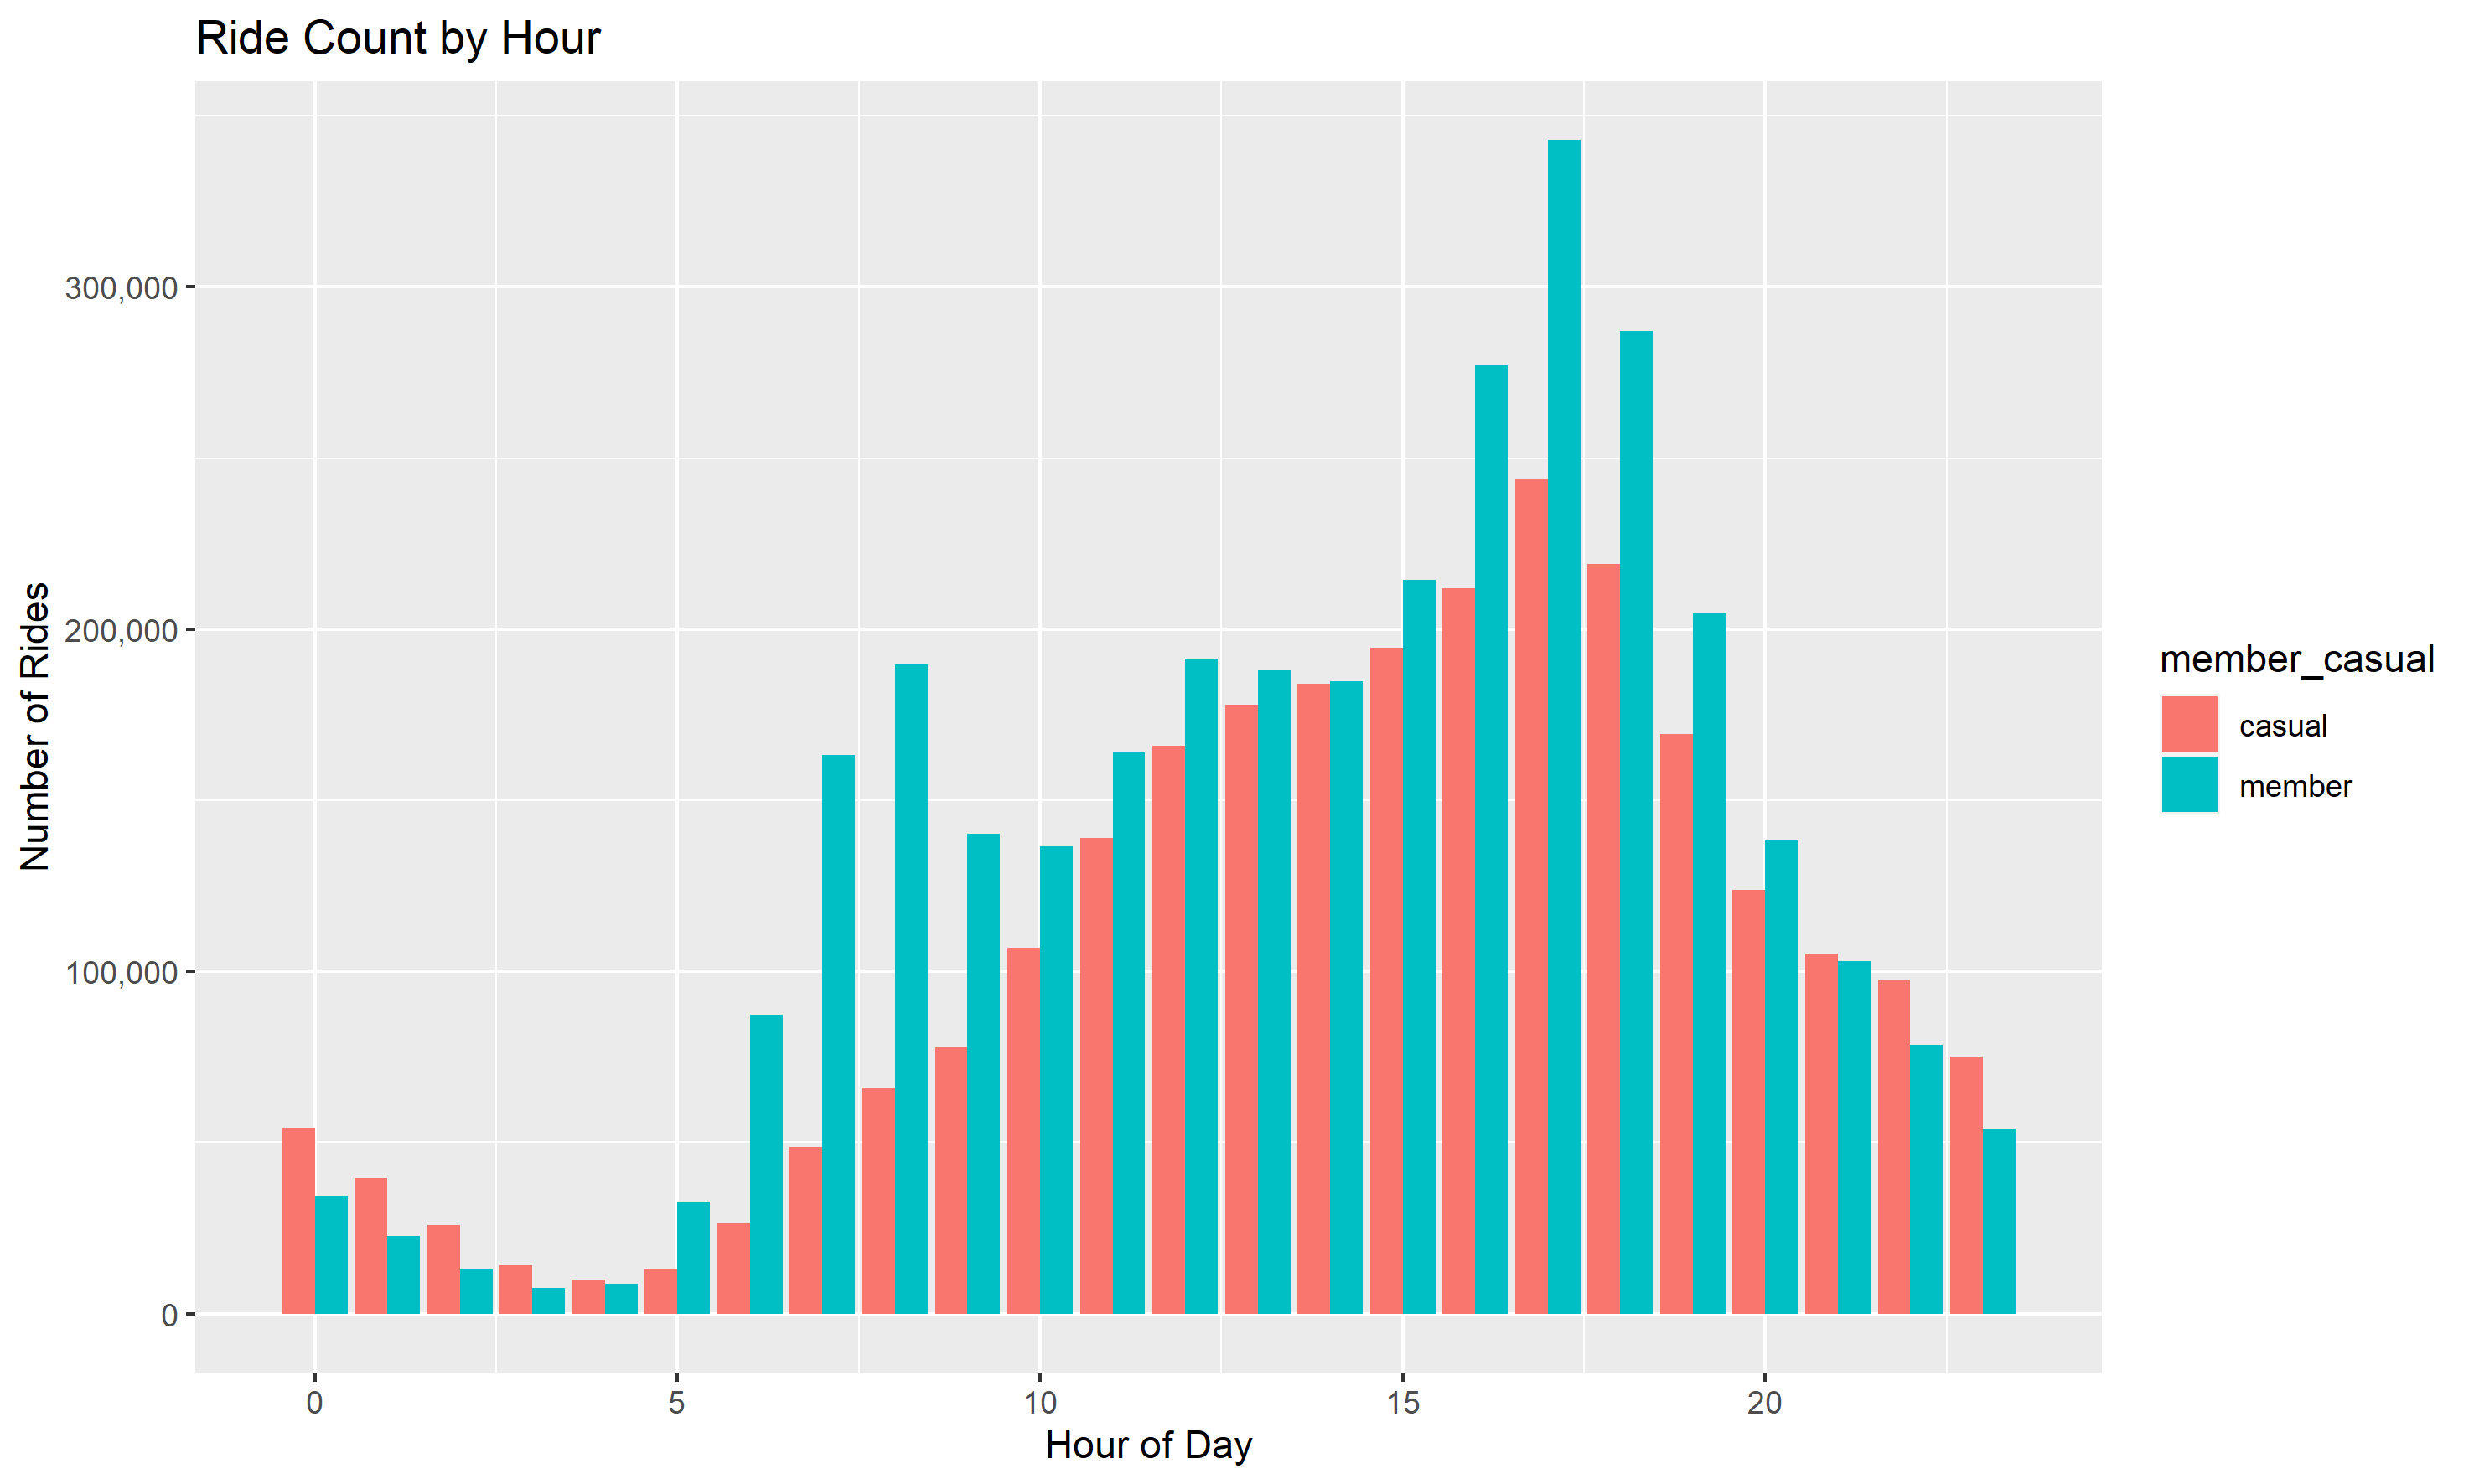 Ride Count by Hour
Number of Rides
300,000
200,000
100,000
0
0 5 10 15 20
Hour of Day
member_casual
casual
member